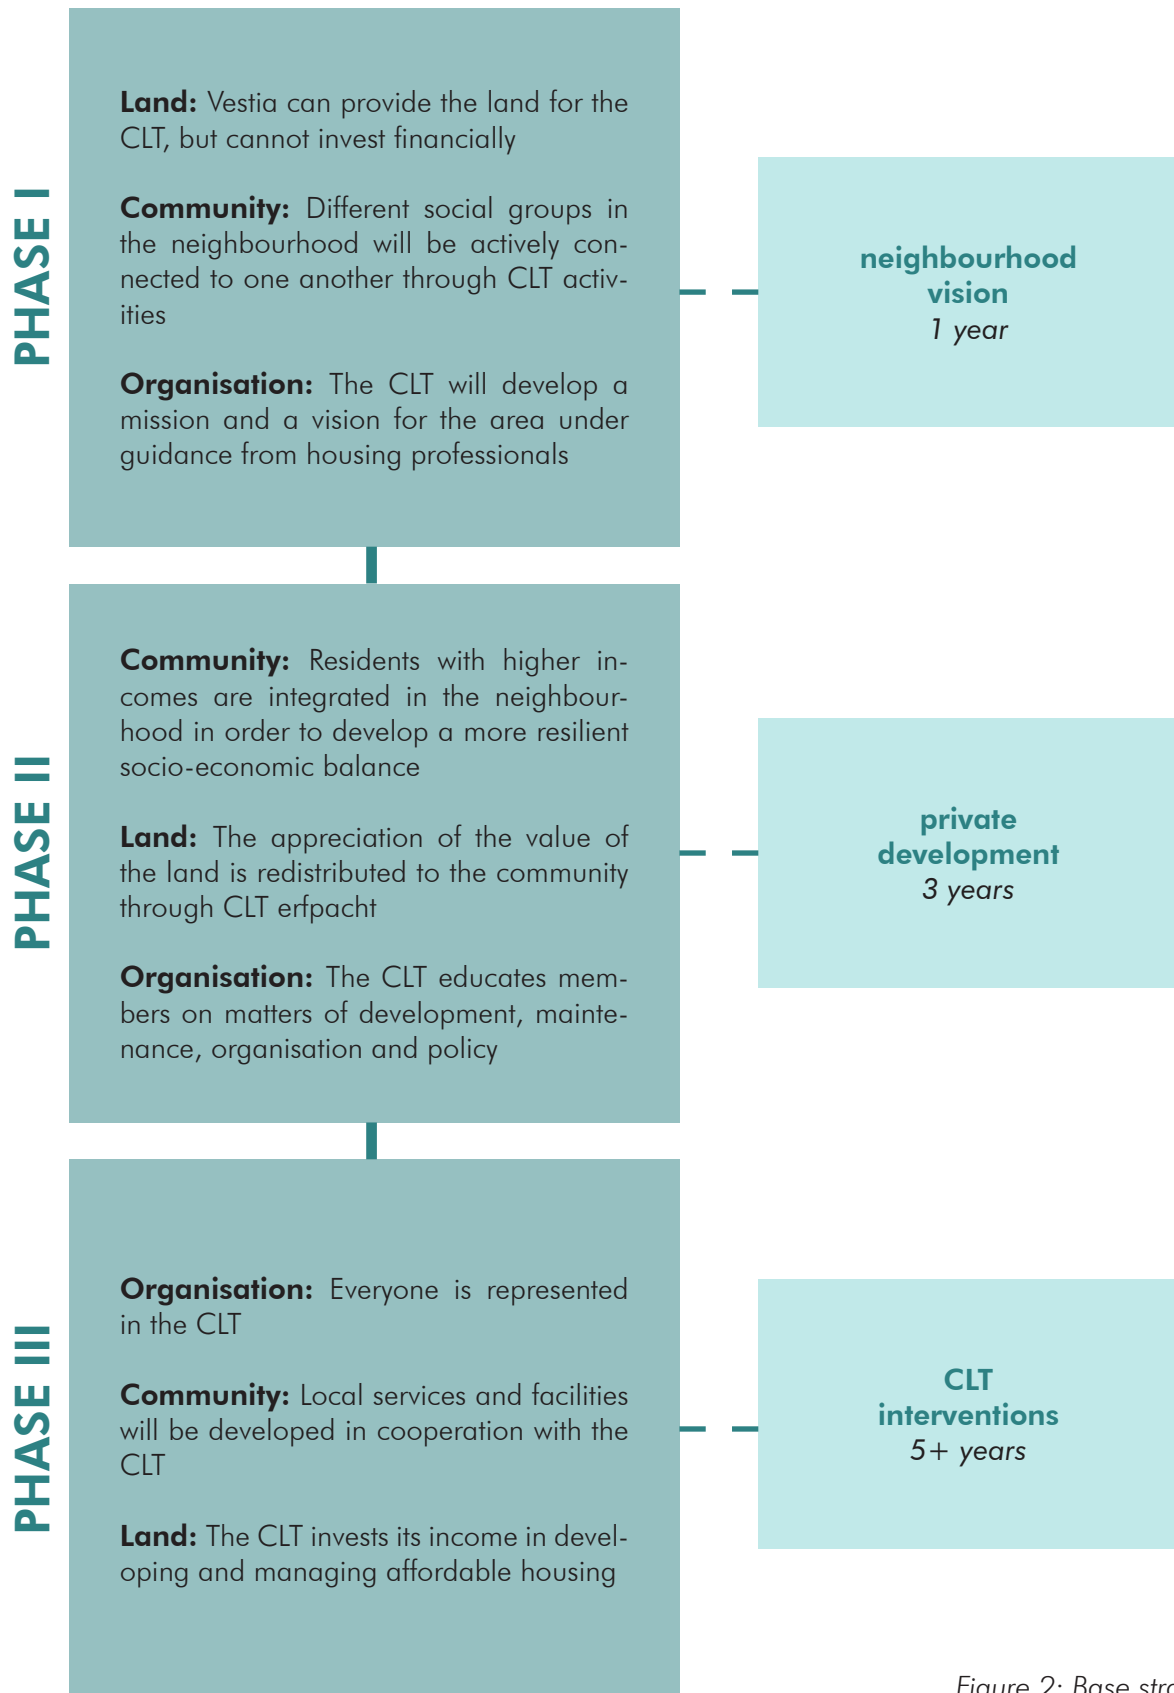 PHASE I
Land: Vestia can provide the land for the
CLT, but cannot invest financially
Community: Different social groups in
the neighbourhood will be actively con-
nected to one another through CLT activ-
ities
Organisation: The CLT will develop a
mission and a vision for the area under
guidance from housing professionals
neighbourhood
vision
1 year
PHASE II
Community: Residents with higher in-
comes are integrated in the neighbour-
hood in order to develop a more resilient
socio-economic balance
Land: The appreciation of the value of
the land is redistributed to the community
through CLT erfpacht
Organisation: The CLT educates mem-
bers on matters of development, mainte-
nance, organisation and policy
private
development
3 years
PHASE III
Organisation: Everyone is represented
in the CLT
Community: Local services and facilities
will be developed in cooperation with the
CLT
Land: The CLT invests its income in devel-
oping and managing affordable housing
CLT
interventions
5+ years
Figure 2: Base